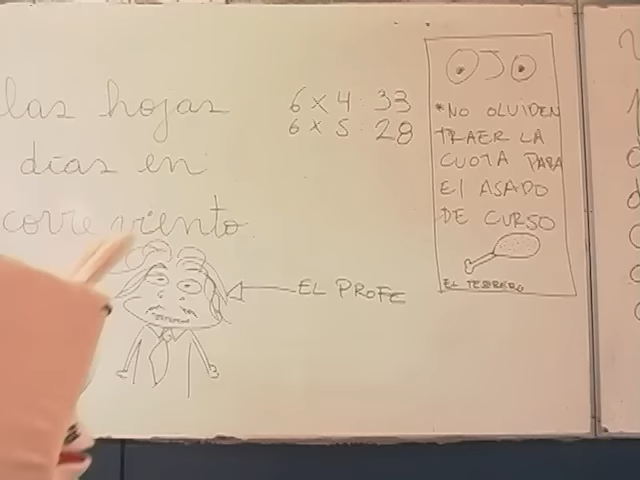 las hojas
días en
corre viento
6 x 4 : 33
6 x 5 : 28
EL PROFE
OJO
*NO OLVIDEN
TRAER LA
CUOTA PARA
El ASADO
DE CURSO
EL TESORERO